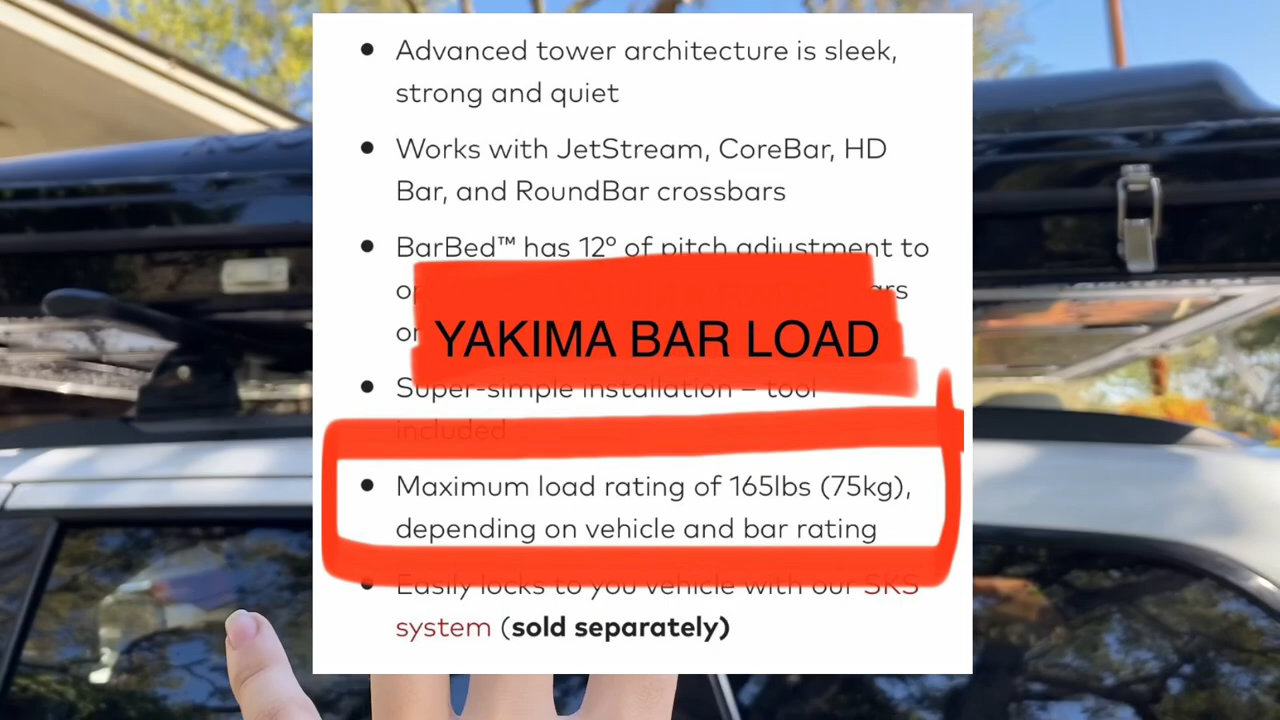 Advanced tower architecture is sleek,
strong and quiet
Works with JetStream, CoreBar, HD
Bar, and RoundBar crossbars
BarBed™ has 12º of pitch adjustment to
YAKIMA BAR LOAD
Super-simple installation – tool
included
Maximum load rating of 165lbs (75kg),
depending on vehicle and bar rating
Easily locks to you vehicle with our SKS
system (sold separately)